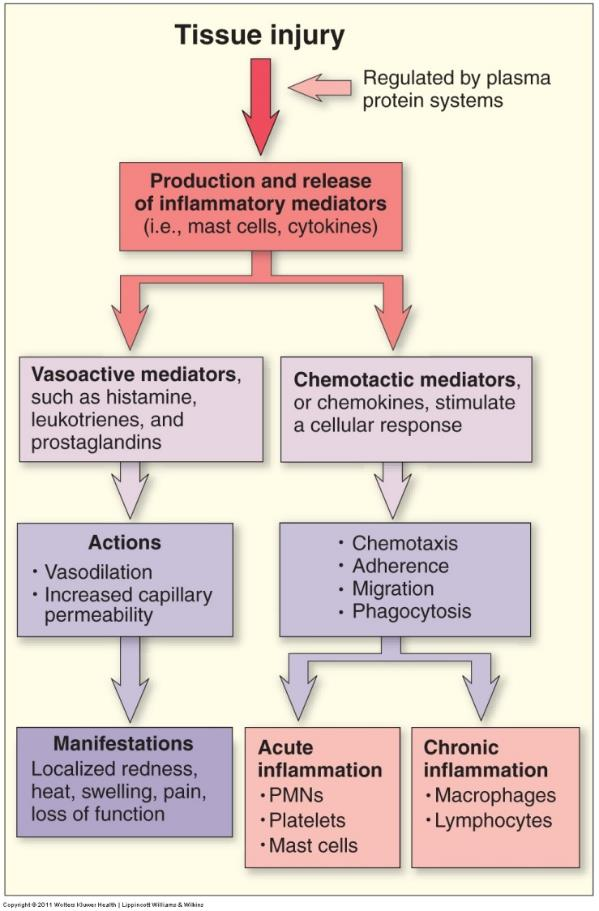 Tissue injury
Regulated by plasma
protein systems
Production and release
of inflammatory mediators
(i.e., mast cells, cytokines)
Vasoactive mediators,
such as histamine,
leukotrienes, and
prostaglandins
Chemotactic mediators,
or chemokines, stimulate
a cellular response
Actions
• Vasodilation
• Increased capillary
permeability
• Chemotaxis
• Adherence
• Migration
• Phagocytosis
Manifestations
Localized redness,
heat, swelling, pain,
loss of function
Acute
inflammation
• PMNs
• Platelets
• Mast cells
Chronic
inflammation
• Macrophages
• Lymphocytes
Copyright © 2011 Wolters Kluwer Health | Lippincott Williams & Wilkins